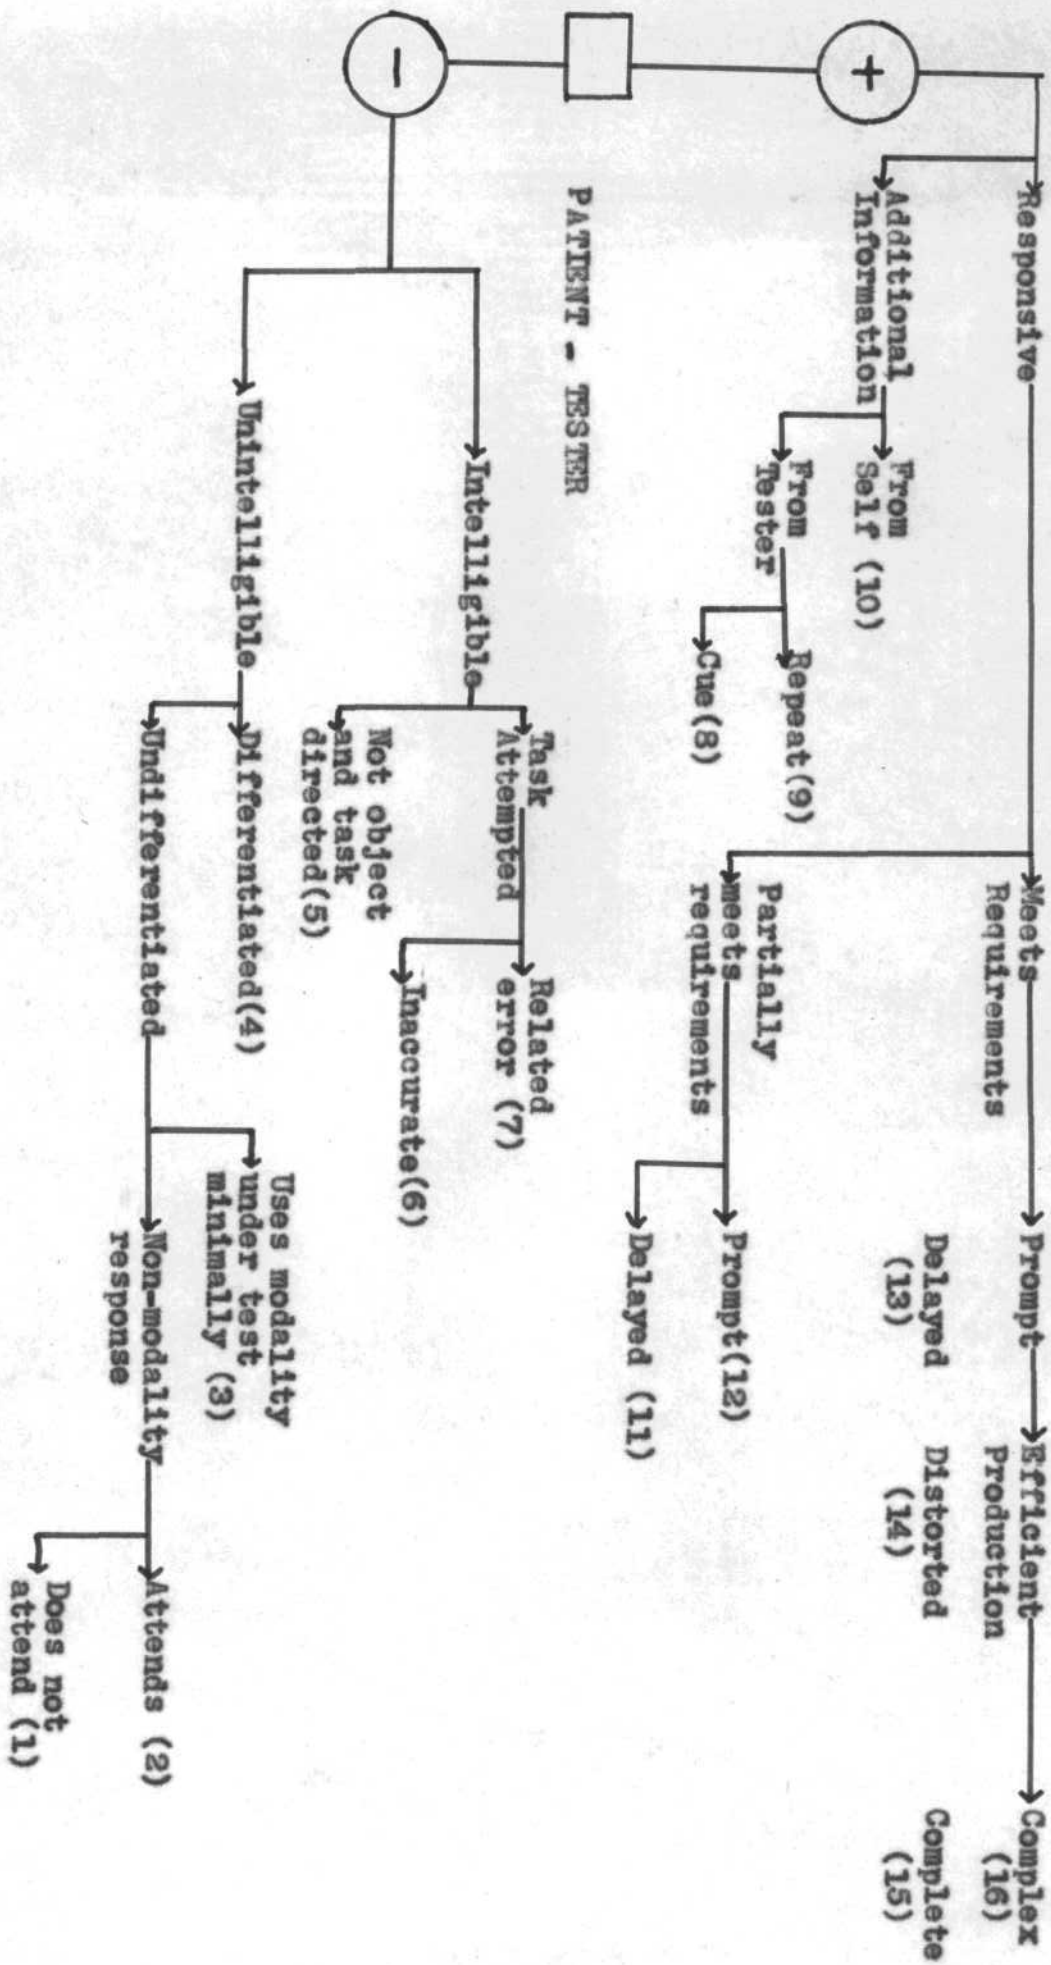 +
Responsive
Meets
Requirements
Prompt
Delayed
(13)
Efficient
Production
Distorted
(14)
Complex
(16)
Complete
(15)
Additional
Information
From
Self (10)
From
Tester
Repeat(9)
Cue(8)
Partially
meets
requirements
Prompt(12)
Delayed (11)
PATIENT - TESTER
-
Intelligible
Task
Attempted
Related
error (7)
Inaccurate(6)
Not object
and task
directed(5)
Unintelligible
Differentiated(4)
Undifferentiated
Uses modality
under test
minimally (3)
Non-modality
response
Attends (2)
Does not
attend (1)